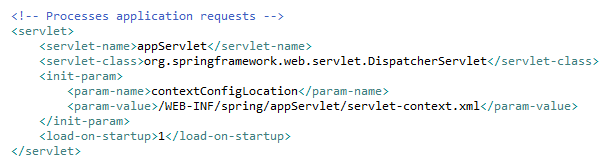 <!-- Processes application requests -->
<servlet>
    <servlet-name>appServlet</servlet-name>
    <servlet-class>org.springframework.web.servlet.DispatcherServlet</servlet-class>
    <init-param>
        <param-name>contextConfigLocation</param-name>
        <param-value>/WEB-INF/spring/appServlet/servlet-context.xml</param-value>
    </init-param>
    <load-on-startup>1</load-on-startup>
</servlet>